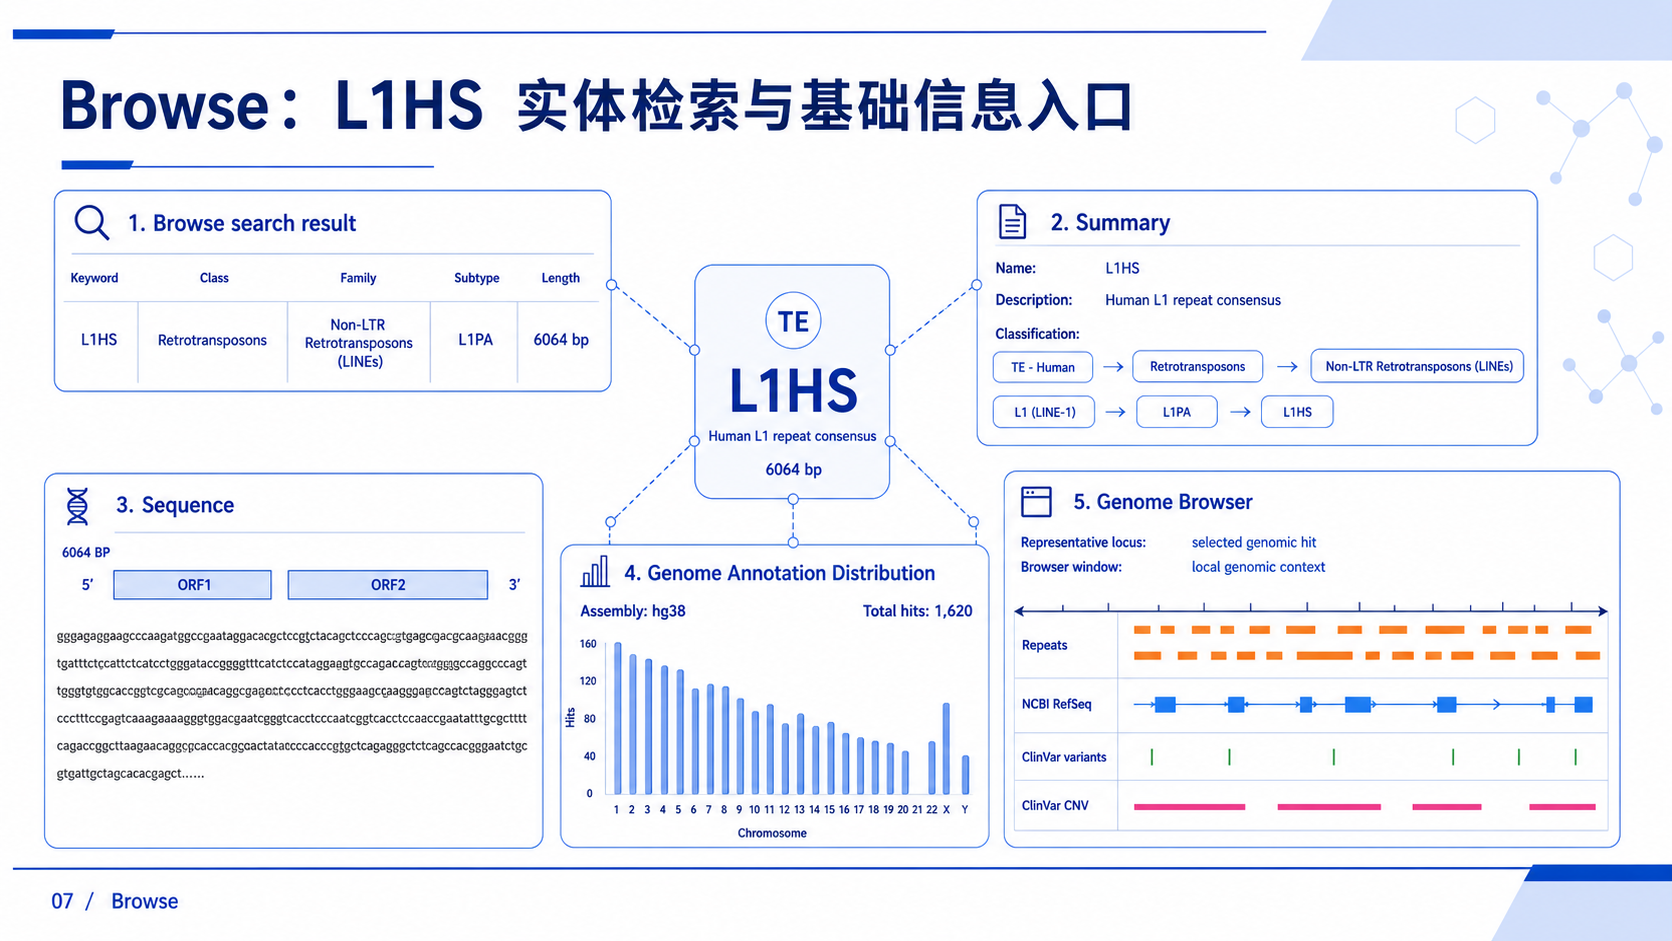 Browse：L1HS 实体检索与基础信息入口
1. Browse search result
Keyword Class Family Subtype Length
L1HS Retrotransposons Non-LTR Retrotransposons (LINEs) L1PA 6064 bp
TE
L1HS
Human L1 repeat consensus
6064 bp
2. Summary
Name: L1HS
Description: Human L1 repeat consensus
Classification:
TE - Human → Retrotransposons → Non-LTR Retrotransposons (LINEs)
L1 (LINE-1) → L1PA → L1HS
3. Sequence
6064 BP
5' ORF1 ORF2 3'
gtgattgctagcacacgagct......
4. Genome Annotation Distribution
Assembly: hg38 Total hits: 1,620
Hits
160
120
80
40
0
1 2 3 4 5 6 7 8 9 10 11 12 13 14 15 16 17 18 19 20 21 22 X Y
Chromosome
5. Genome Browser
Representative locus: selected genomic hit
Browser window: local genomic context
Repeats
NCBI RefSeq
ClinVar variants
ClinVar CNV
07 / Browse